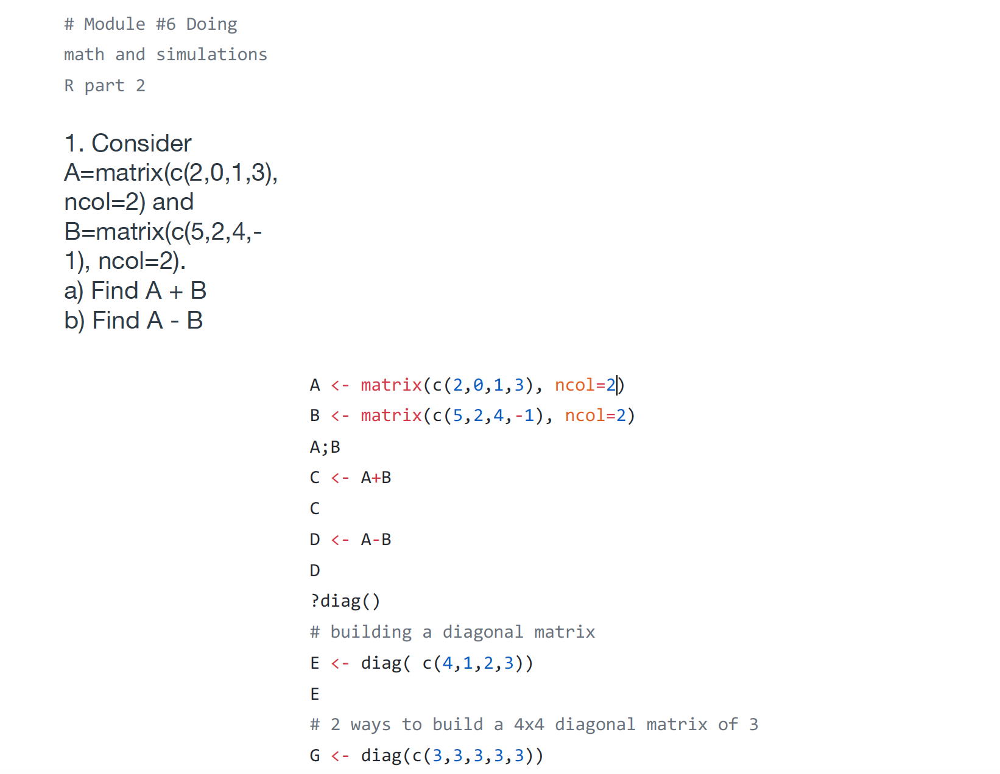 # Module #6 Doing
math and simulations
R part 2
1. Consider
A=matrix(c(2,0,1,3),
ncol=2) and
B=matrix(c(5,2,4,-
1), ncol=2).
a) Find A + B
b) Find A - B
A <- matrix(c(2,0,1,3), ncol=2)
B <- matrix(c(5,2,4,-1), ncol=2)
A;B
C <- A+B
C
D <- A-B
D
?diag()
# building a diagonal matrix
E <- diag( c(4,1,2,3))
E
# 2 ways to build a 4x4 diagonal matrix of 3
G <- diag(c(3,3,3,3,3))